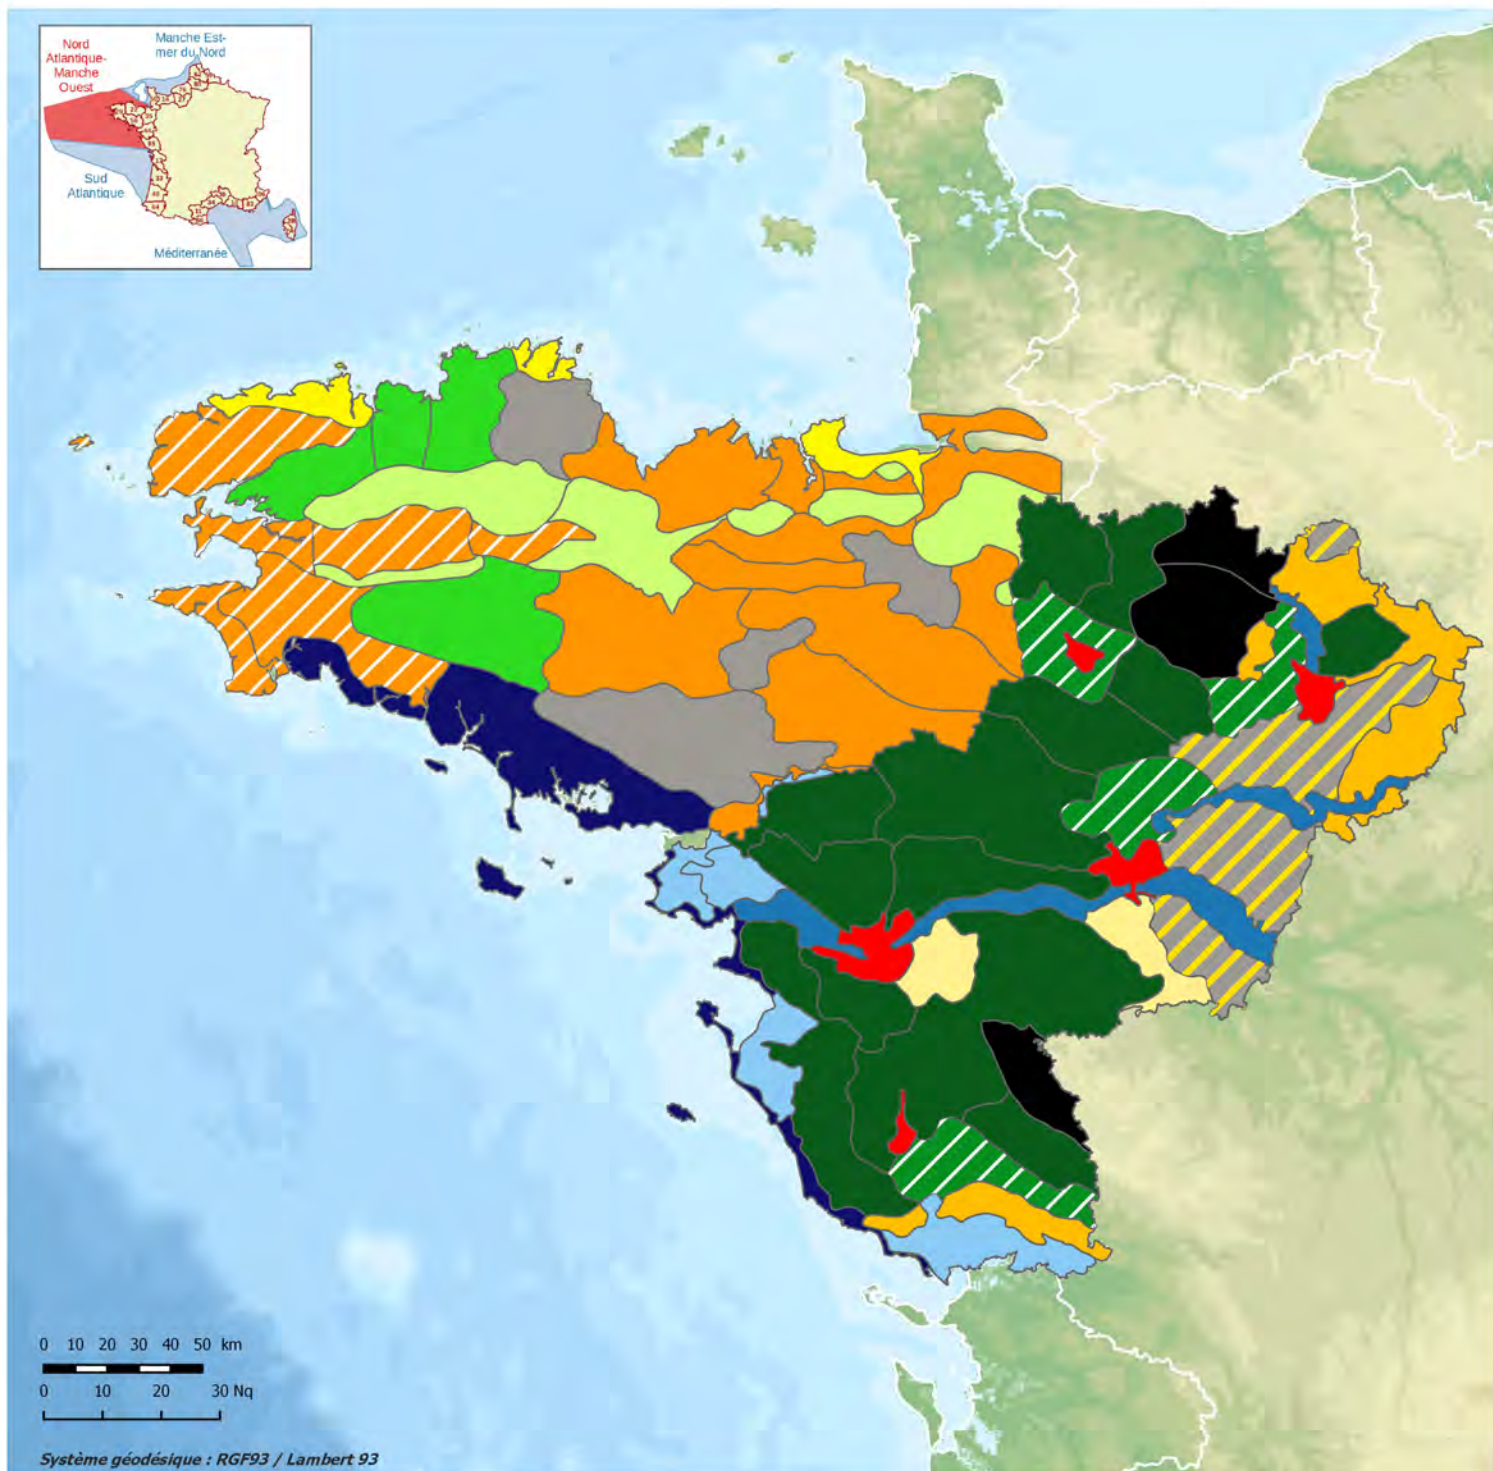 Nord
Atlantique-
Manche
Ouest
Manche Est-
mer du Nord
Sud
Atlantique
Méditerranée
0 10 20 30 40 50 km
0 10 20 30 Nq
Système géodésique : RGF93 / Lambert 93